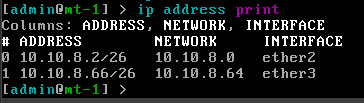 [admin@mt-1] > ip address print
Columns: ADDRESS, NETWORK, INTERFACE
# ADDRESS NETWORK INTERFACE
0 10.10.8.2/26 10.10.8.0 ether2
1 10.10.8.66/26 10.10.8.64 ether3
[admin@mt-1] >